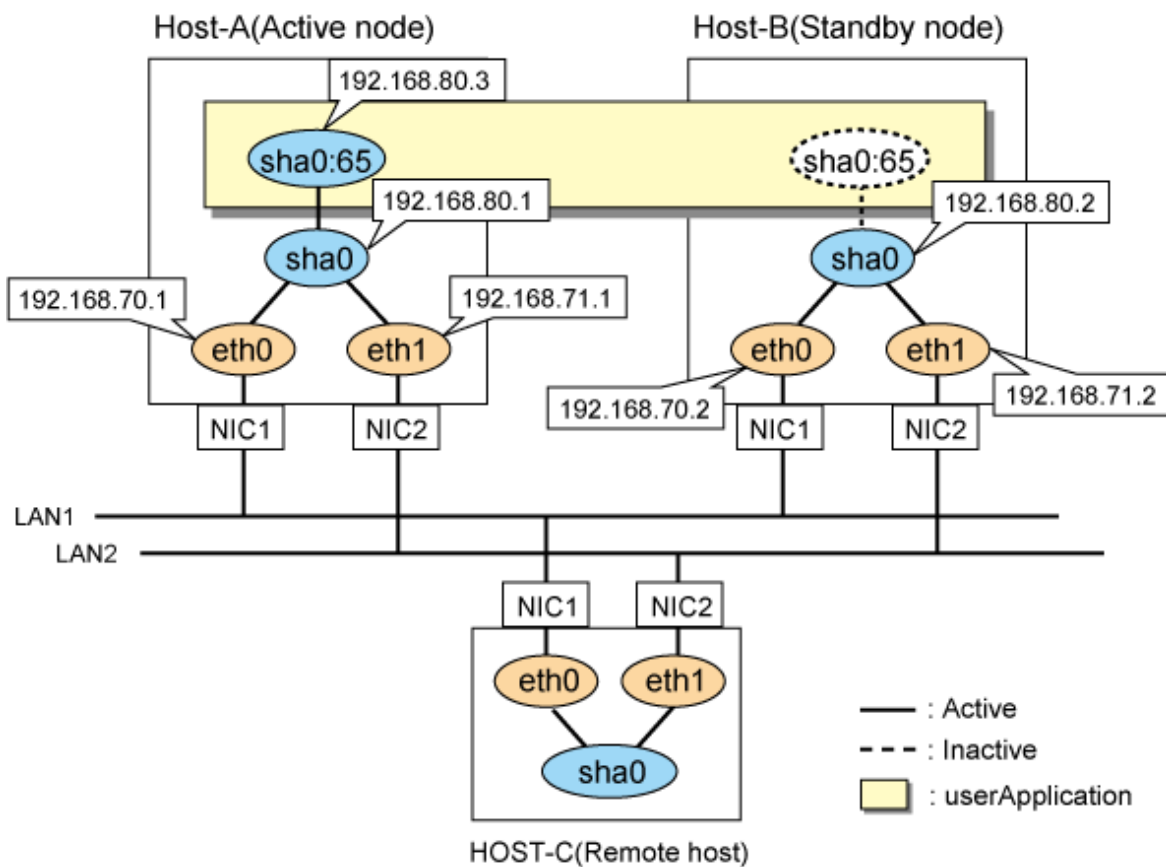 Host-A(Active node)
Host-B(Standby node)
192.168.80.3
sha0:65
sha0:65
192.168.80.1
192.168.80.2
sha0
sha0
192.168.70.1
192.168.71.1
eth0
eth1
eth0
eth1
192.168.70.2
192.168.71.2
NIC1
NIC2
NIC1
NIC2
LAN1
LAN2
NIC1
NIC2
eth0
eth1
sha0
: Active
: Inactive
: userApplication
HOST-C(Remote host)